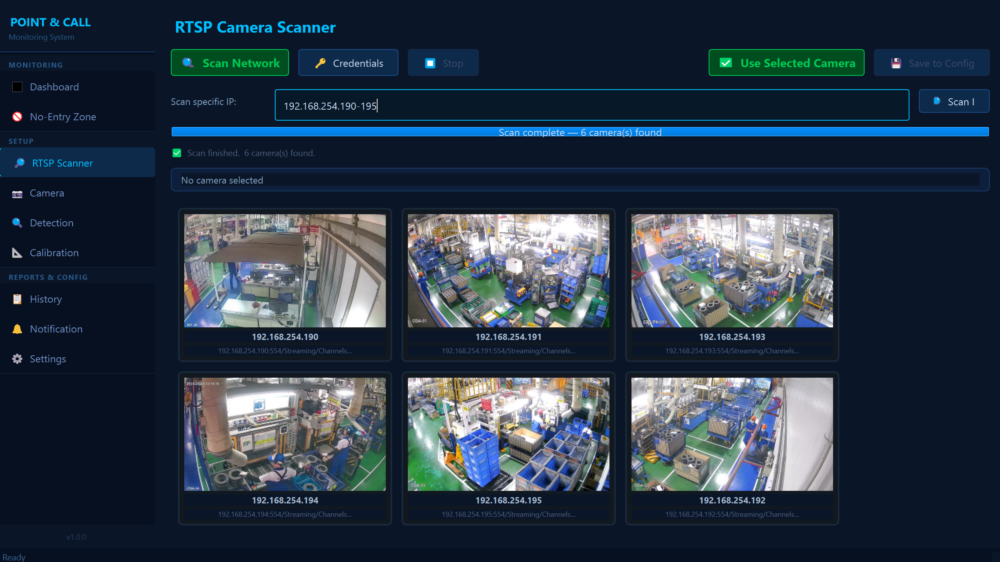 POINT & CALL
Monitoring System
MONITORING
Dashboard
No-Entry Zone
SETUP
RTSP Scanner
Camera
Detection
Calibration
REPORTS & CONFIG
History
Notification
Settings
v1.0.0
Ready
RTSP Camera Scanner
Scan Network
Credentials
Stop
Use Selected Camera
Save to Config
Scan specific IP:
192.168.254.190-195
Scan I
Scan complete — 6 camera(s) found
Scan finished.  6 camera(s) found.
No camera selected
CDA-01
192.168.254.190
192.168.254.191
192.168.254.193
192.168.254.190:554/Streaming/Channels...
192.168.254.191:554/Streaming/Channels...
192.168.254.193:554/Streaming/Channels...
CDA-05
192.168.254.194
192.168.254.195
192.168.254.192
192.168.254.194:554/Streaming/Channels...
192.168.254.195:554/Streaming/Channels...
192.168.254.192:554/Streaming/Channels...